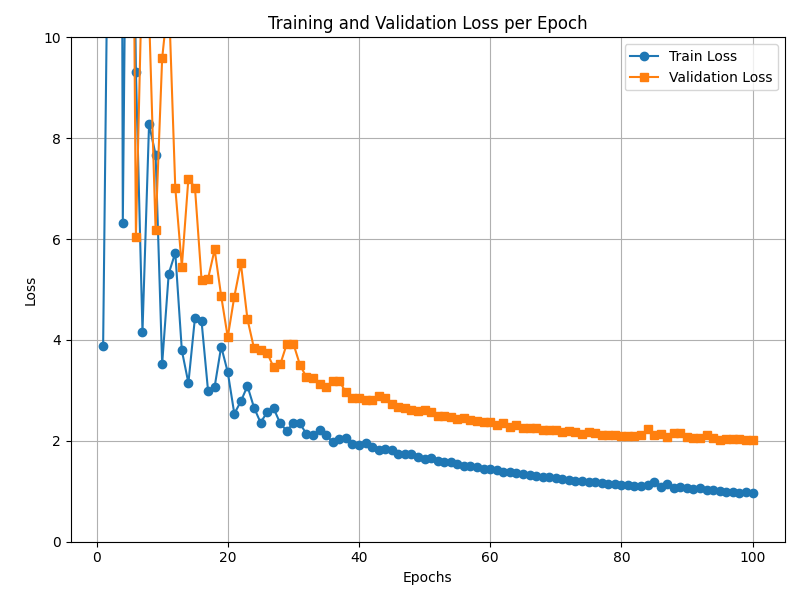 Training and Validation Loss per Epoch
Train Loss
Validation Loss
Loss
10
8
6
4
2
0
0 20 40 60 80 100
Epochs